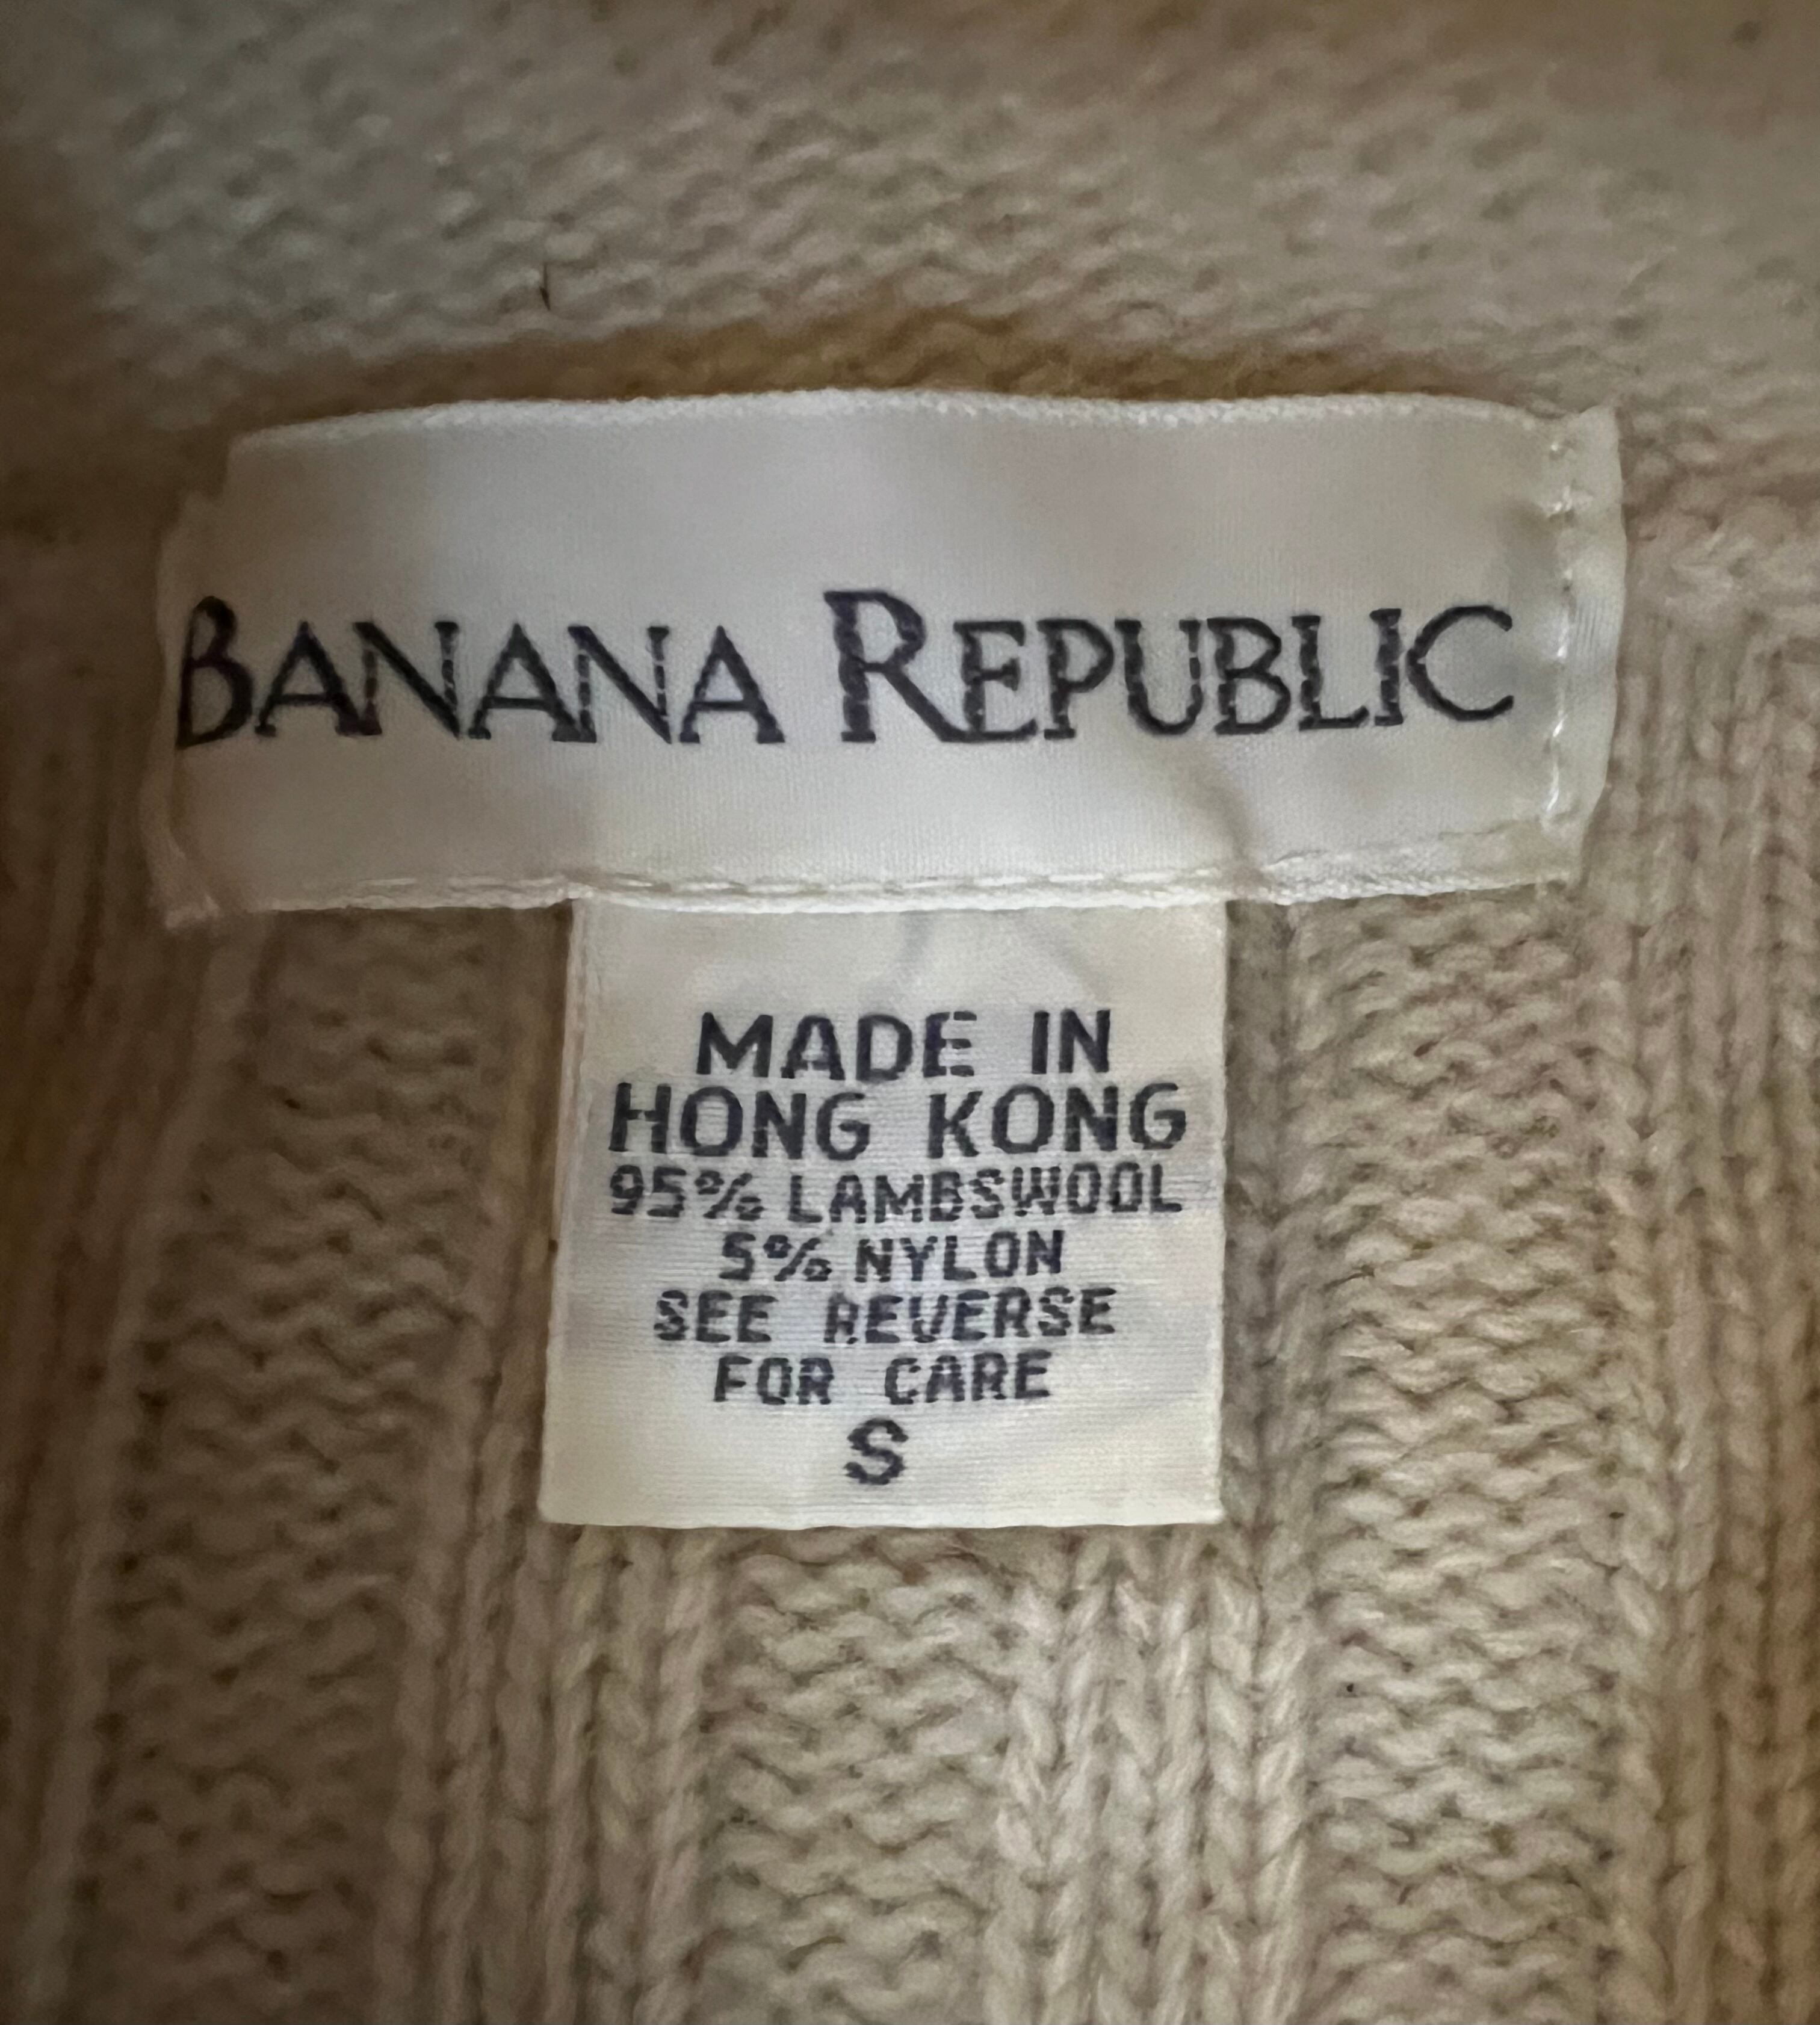 BANANA REPUBLIC
MADE IN
HONG KONG
95% LAMBSWOOL
5% NYLON
SEE REVERSE
FOR CARE
S